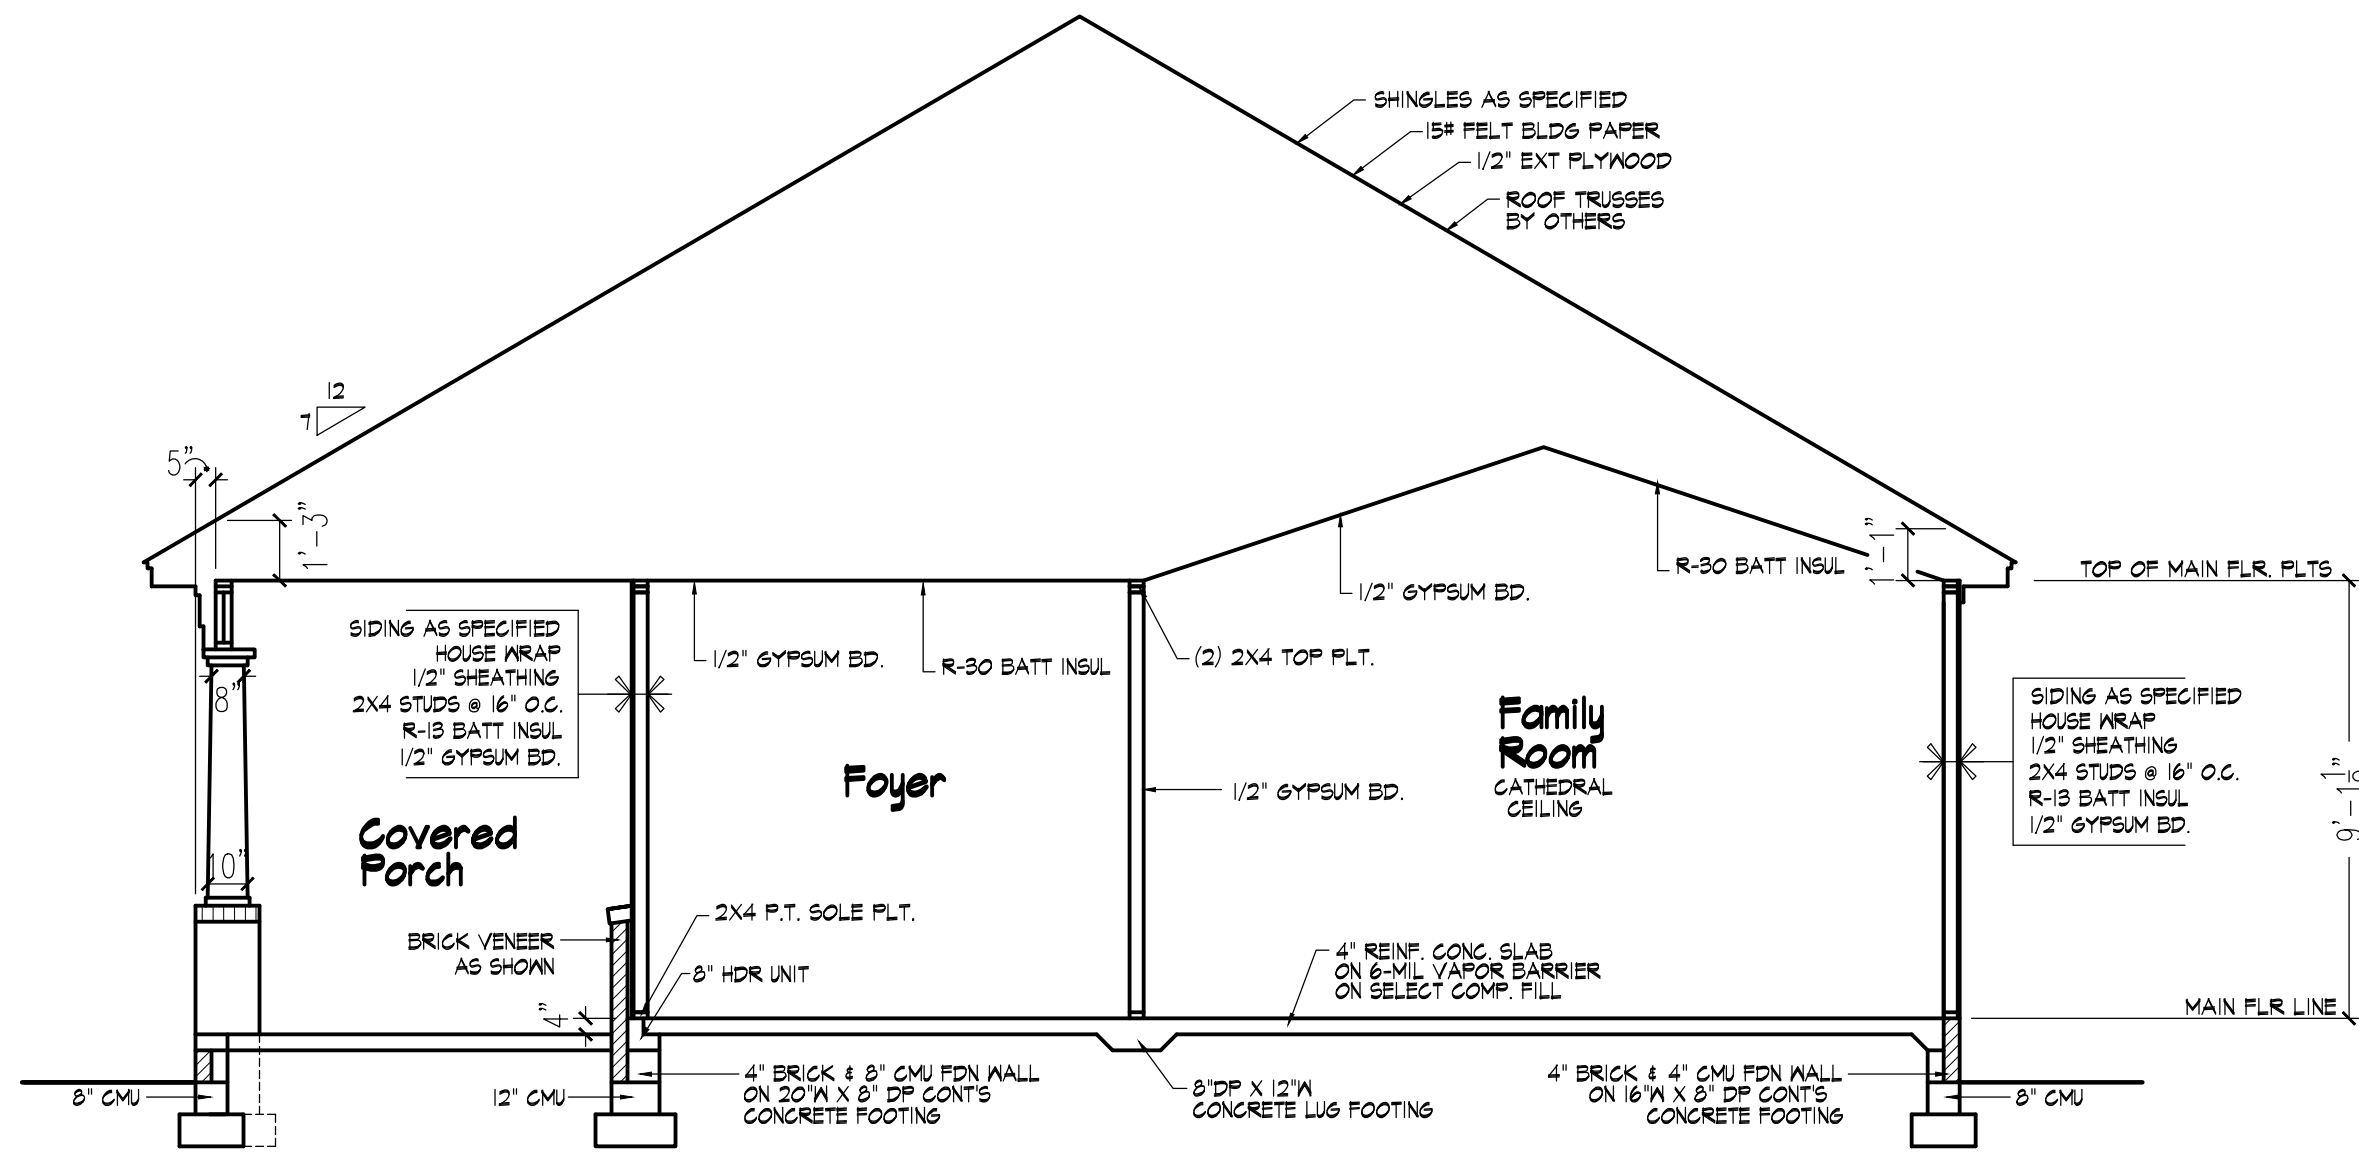 SHINGLES AS SPECIFIED
15# FELT BLDG PAPER
1/2" EXT PLYWOOD
ROOF TRUSSES
BY OTHERS
12
7
5"
1'-3"
1'-1"
R-30 BATT INSUL
1/2" GYPSUM BD.
TOP OF MAIN FLR. PLTS
SIDING AS SPECIFIED
HOUSE WRAP
1/2" SHEATHING
2X4 STUDS @ 16" O.C.
R-13 BATT INSUL
1/2" GYPSUM BD.
1/2" GYPSUM BD.
R-30 BATT INSUL
(2) 2X4 TOP PLT.
8"
10"
Covered
Porch
Foyer
Family
Room
CATHEDRAL
CEILING
1/2" GYPSUM BD.
SIDING AS SPECIFIED
HOUSE WRAP
1/2" SHEATHING
2X4 STUDS @ 16" O.C.
R-13 BATT INSUL
1/2" GYPSUM BD.
BRICK VENEER
AS SHOWN
2X4 P.T. SOLE PLT.
8" HDR UNIT
4"
4" REINF. CONC. SLAB
ON 6-MIL VAPOR BARRIER
ON SELECT COMP. FILL
MAIN FLR LINE
8" CMU
12" CMU
4" BRICK & 8" CMU FDN WALL
ON 20"W X 8" DP CONT'S
CONCRETE FOOTING
8"DP X 12"W
CONCRETE LUG FOOTING
4" BRICK & 4" CMU FDN WALL
ON 16"W X 8" DP CONT'S
CONCRETE FOOTING
8" CMU